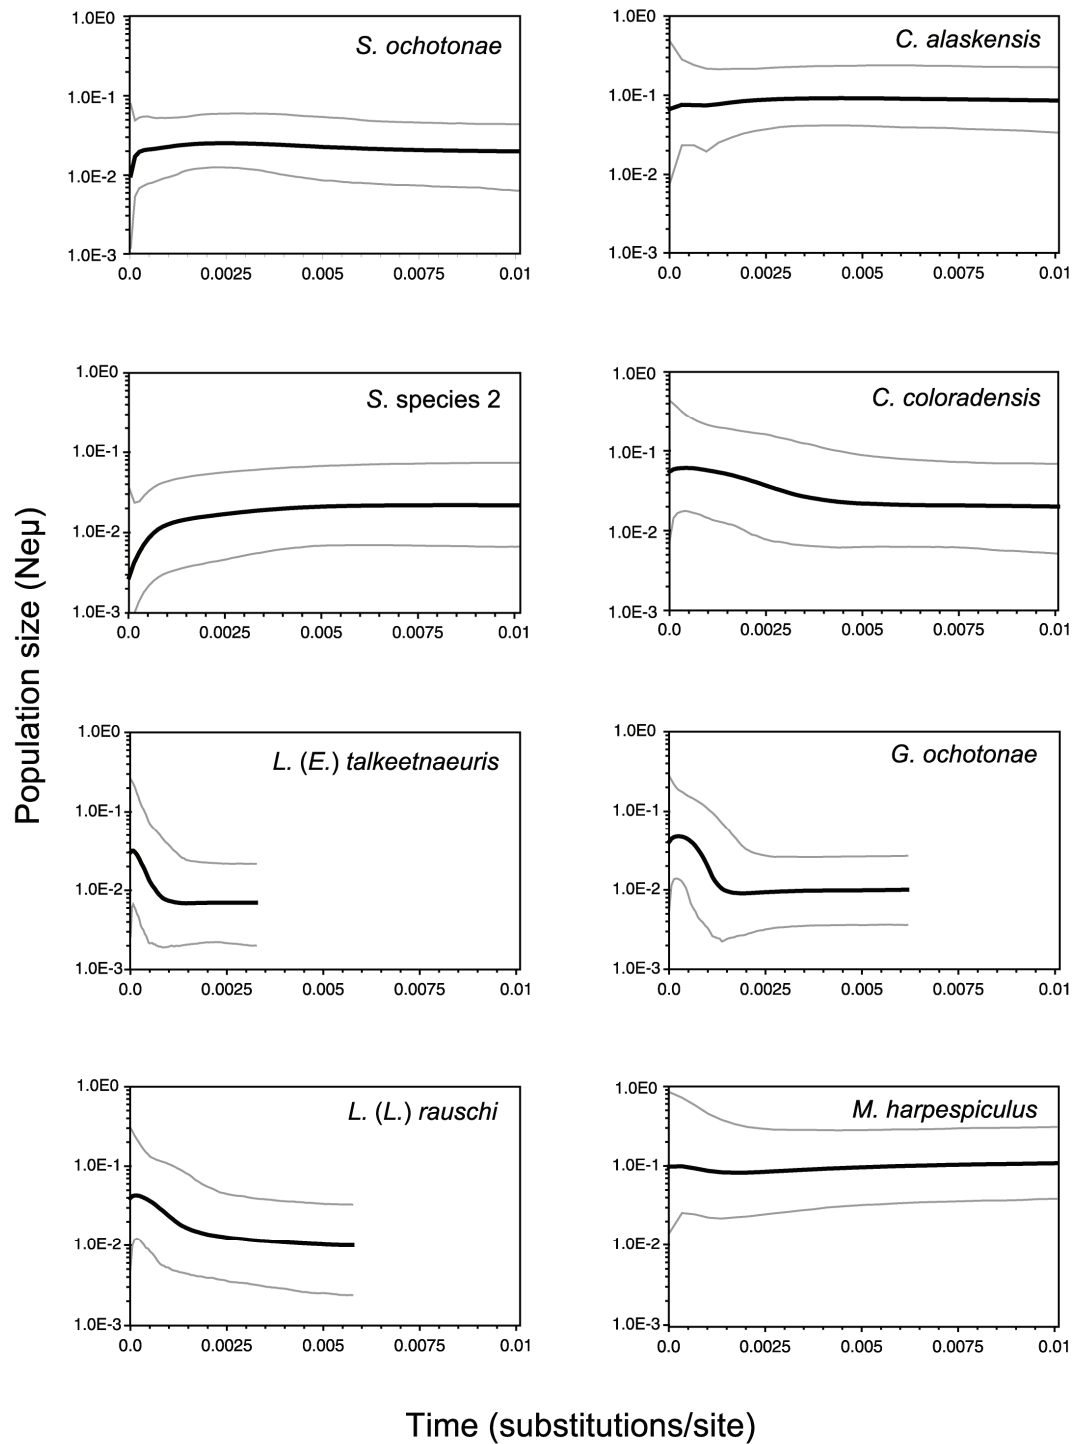 Population size (Neµ)
S. ochotonae
1.0E0
1.0E-1
1.0E-2
1.0E-3
0.0 0.0025 0.005 0.0075 0.01
C. alaskensis
1.0E0
1.0E-1
1.0E-2
1.0E-3
0.0 0.0025 0.005 0.0075 0.01
S. species 2
1.0E0
1.0E-1
1.0E-2
1.0E-3
0.0 0.0025 0.005 0.0075 0.01
C. coloradensis
1.0E0
1.0E-1
1.0E-2
1.0E-3
0.0 0.0025 0.005 0.0075 0.01
L. (E.) talkeetnaeuris
1.0E0
1.0E-1
1.0E-2
1.0E-3
0.0 0.0025 0.005 0.0075 0.01
G. ochotonae
1.0E0
1.0E-1
1.0E-2
1.0E-3
0.0 0.0025 0.005 0.0075 0.01
L. (L.) rauschi
1.0E0
1.0E-1
1.0E-2
1.0E-3
0.0 0.0025 0.005 0.0075 0.01
M. harpespiculus
1.0E0
1.0E-1
1.0E-2
1.0E-3
0.0 0.0025 0.005 0.0075 0.01
Time (substitutions/site)